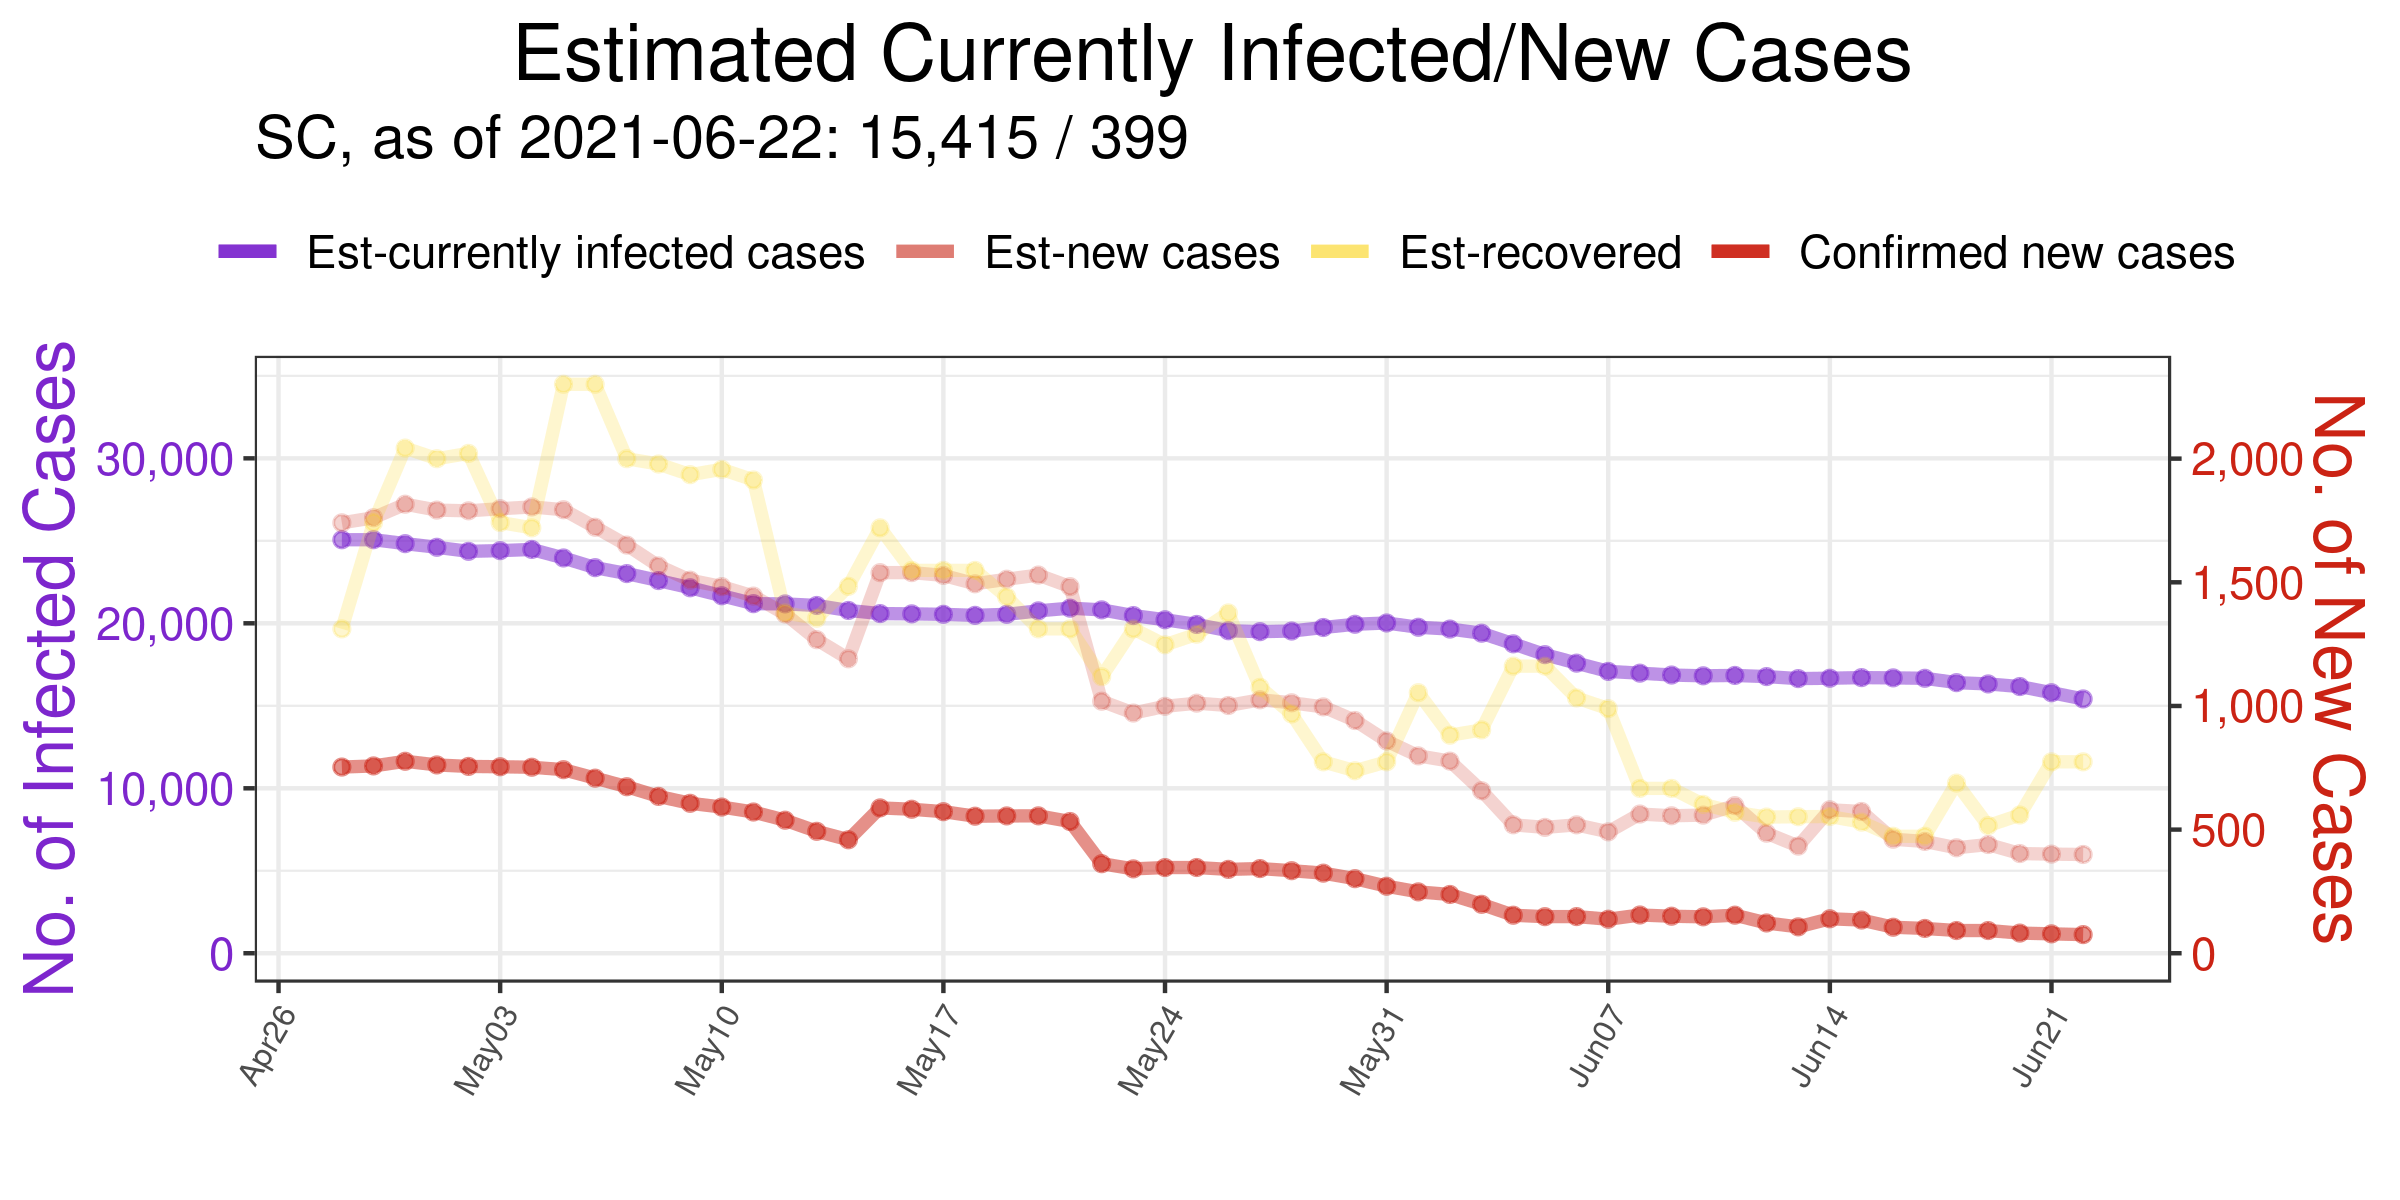 Estimated Currently Infected/New Cases
SC, as of 2021-06-22: 15,415 / 399
Est-currently infected cases Est-new cases Est-recovered Confirmed new cases
No. of Infected Cases
30,000
20,000
10,000
0
2,000
1,500
1,000
500
0
No. of New Cases
Apr26 May03 May10 May17 May24 May31 Jun07 Jun14 Jun21